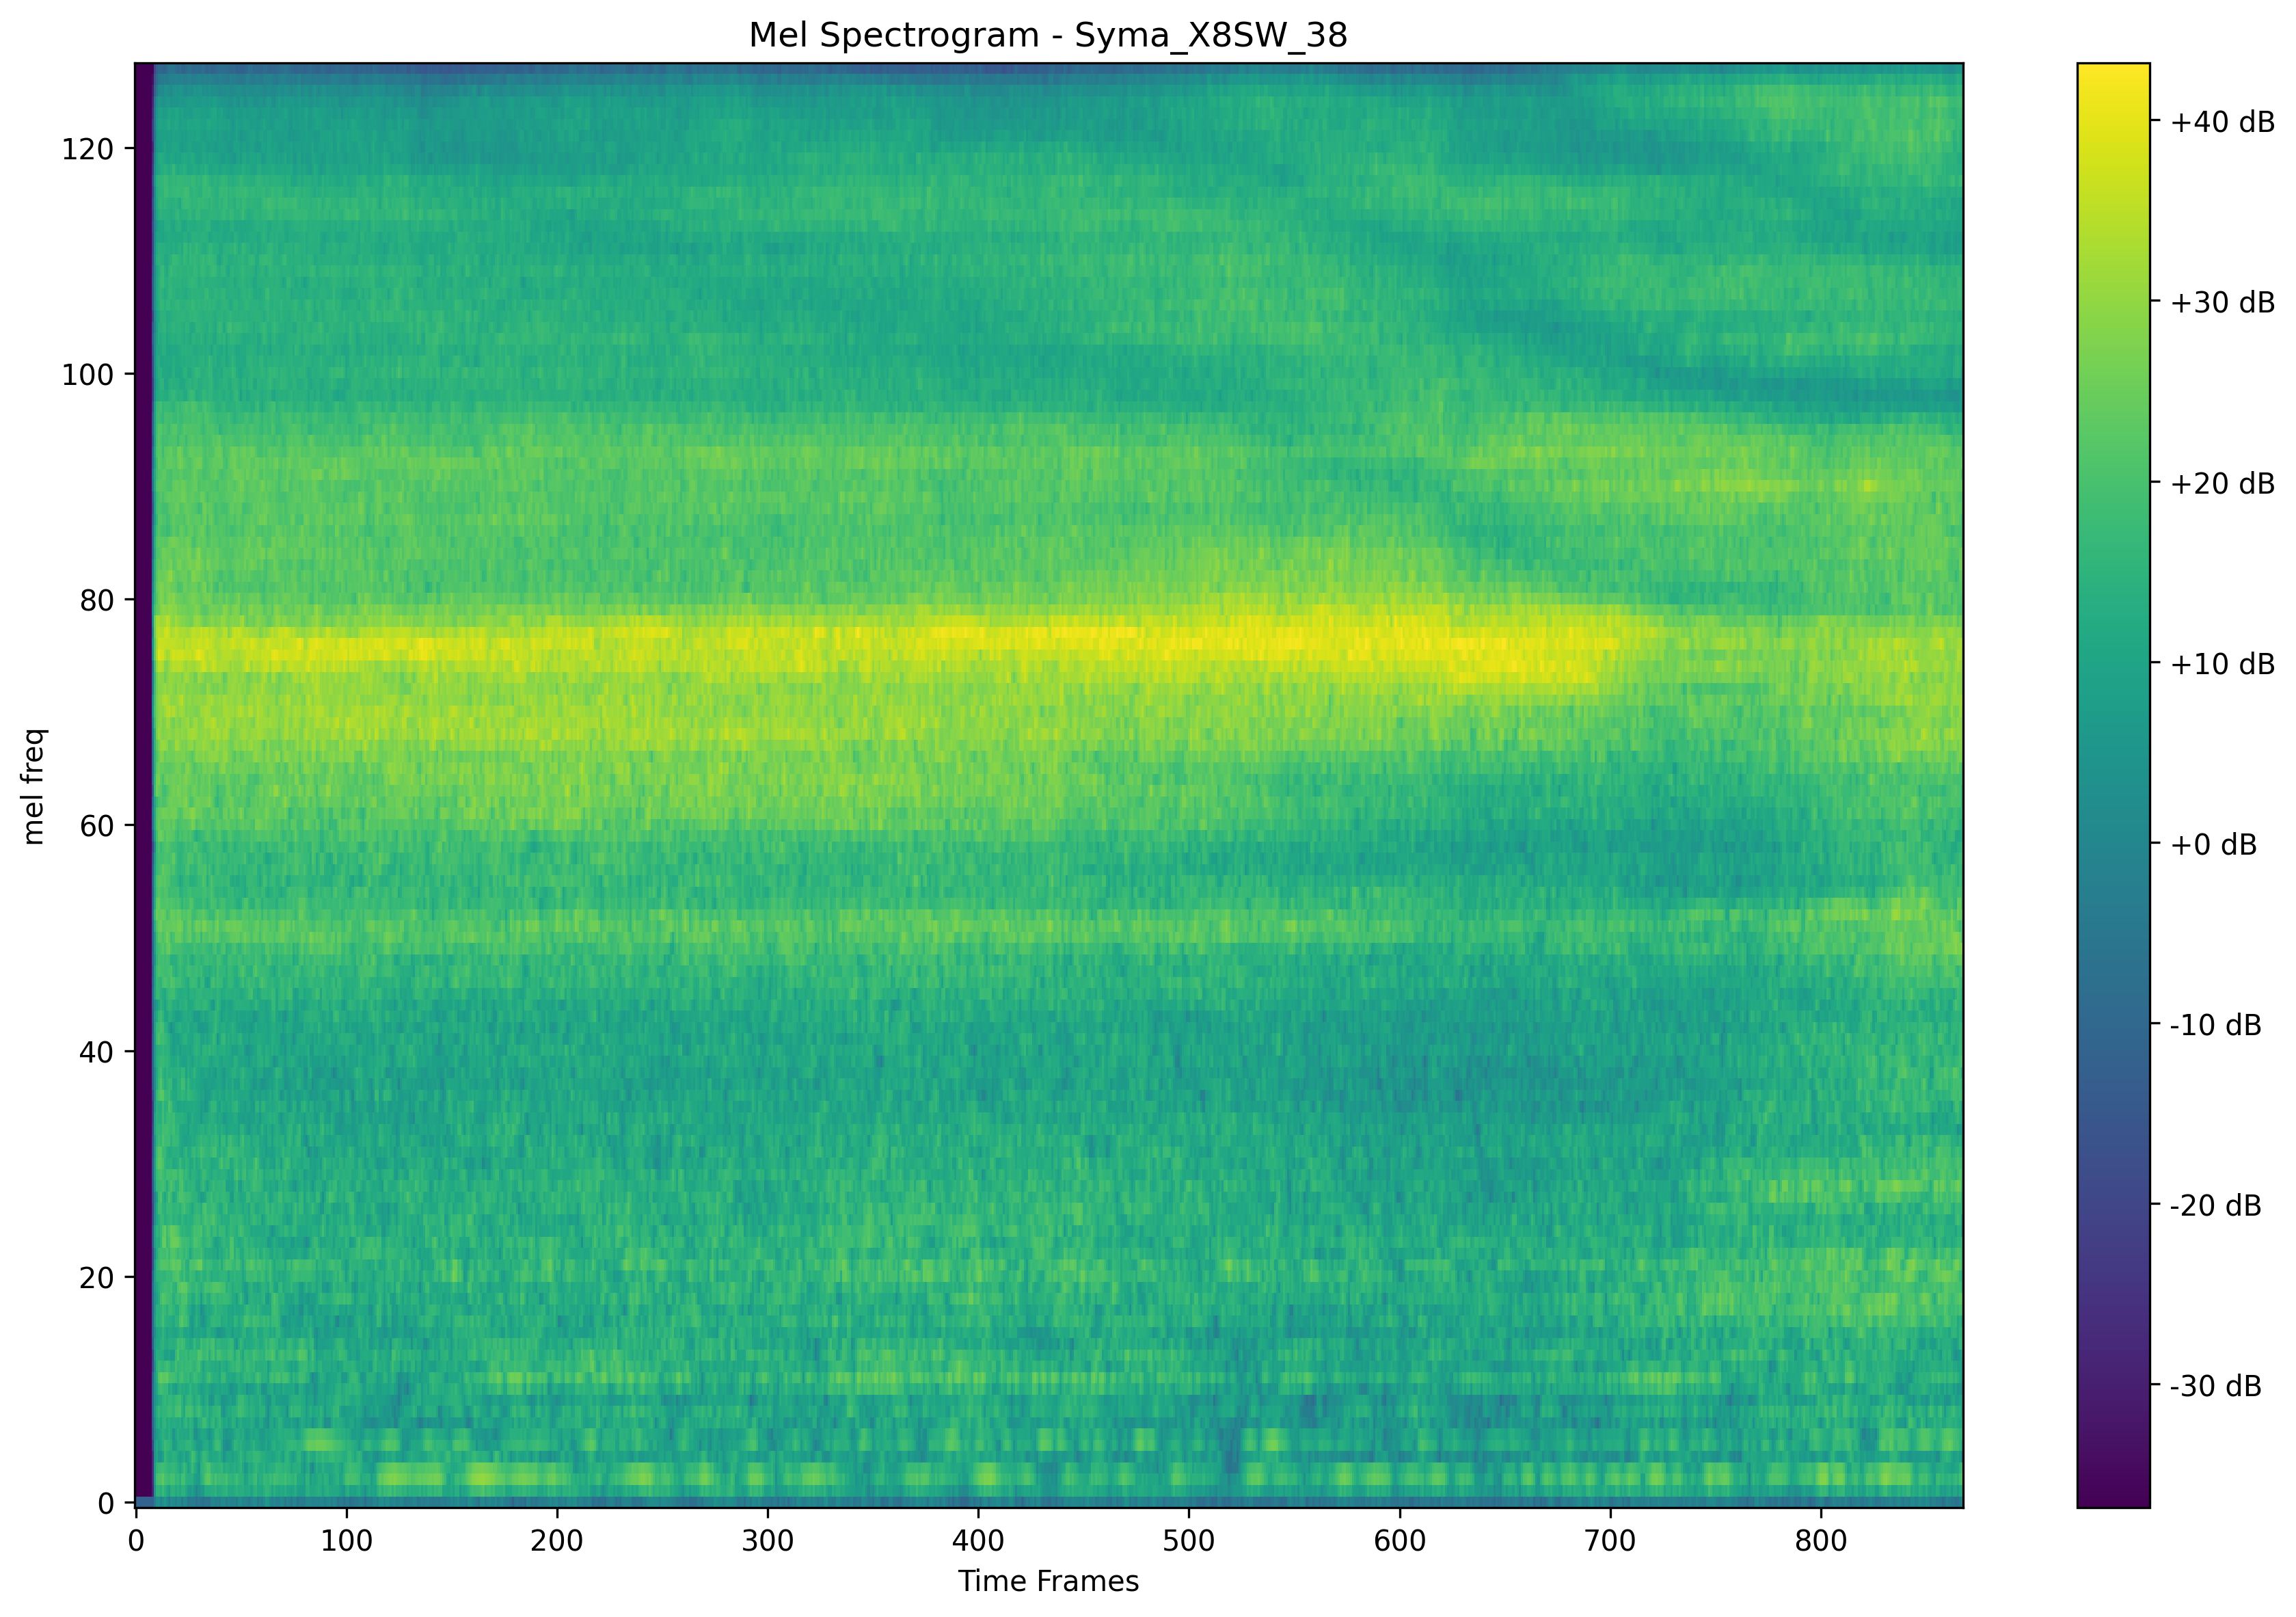 Mel Spectrogram - Syma_X8SW_38
mel freq
120
100
80
60
40
20
0
0 100 200 300 400 500 600 700 800
Time Frames
+40 dB
+30 dB
+20 dB
+10 dB
+0 dB
-10 dB
-20 dB
-30 dB